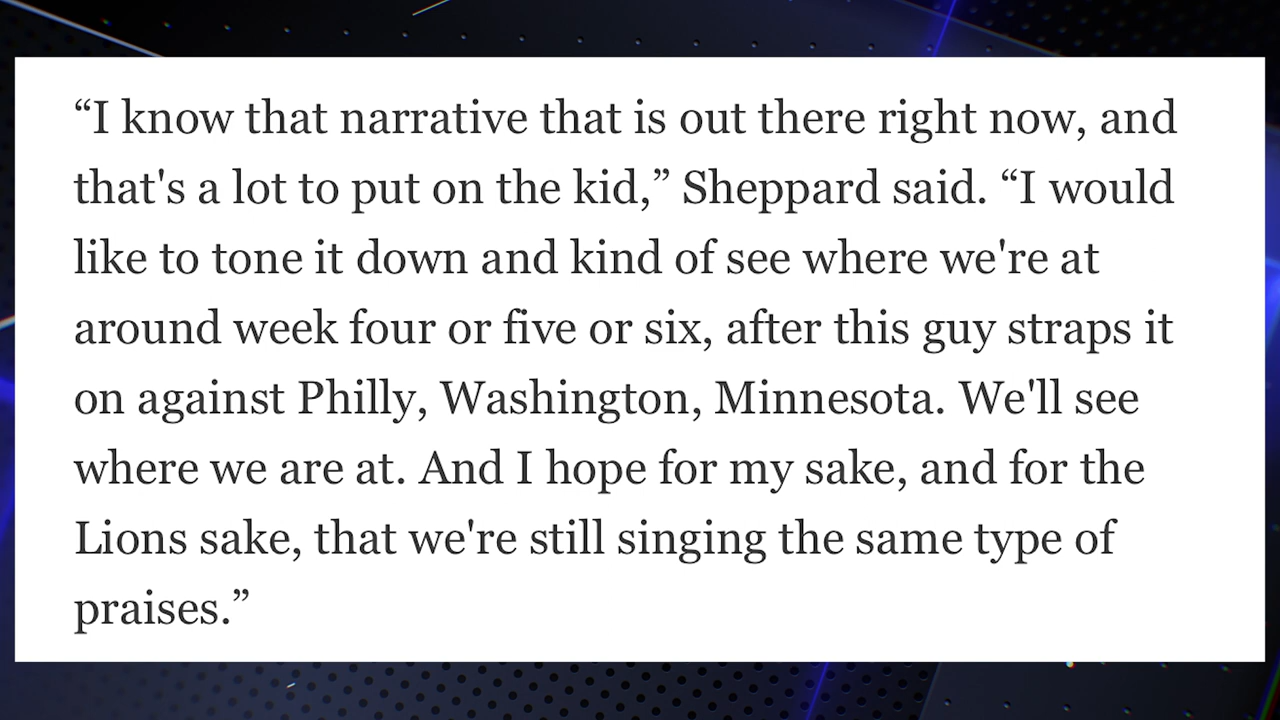 “I know that narrative that is out there right now, and
that's a lot to put on the kid,” Sheppard said. “I would
like to tone it down and kind of see where we're at
around week four or five or six, after this guy straps it
on against Philly, Washington, Minnesota. We'll see
where we are at. And I hope for my sake, and for the
Lions sake, that we're still singing the same type of
praises.”